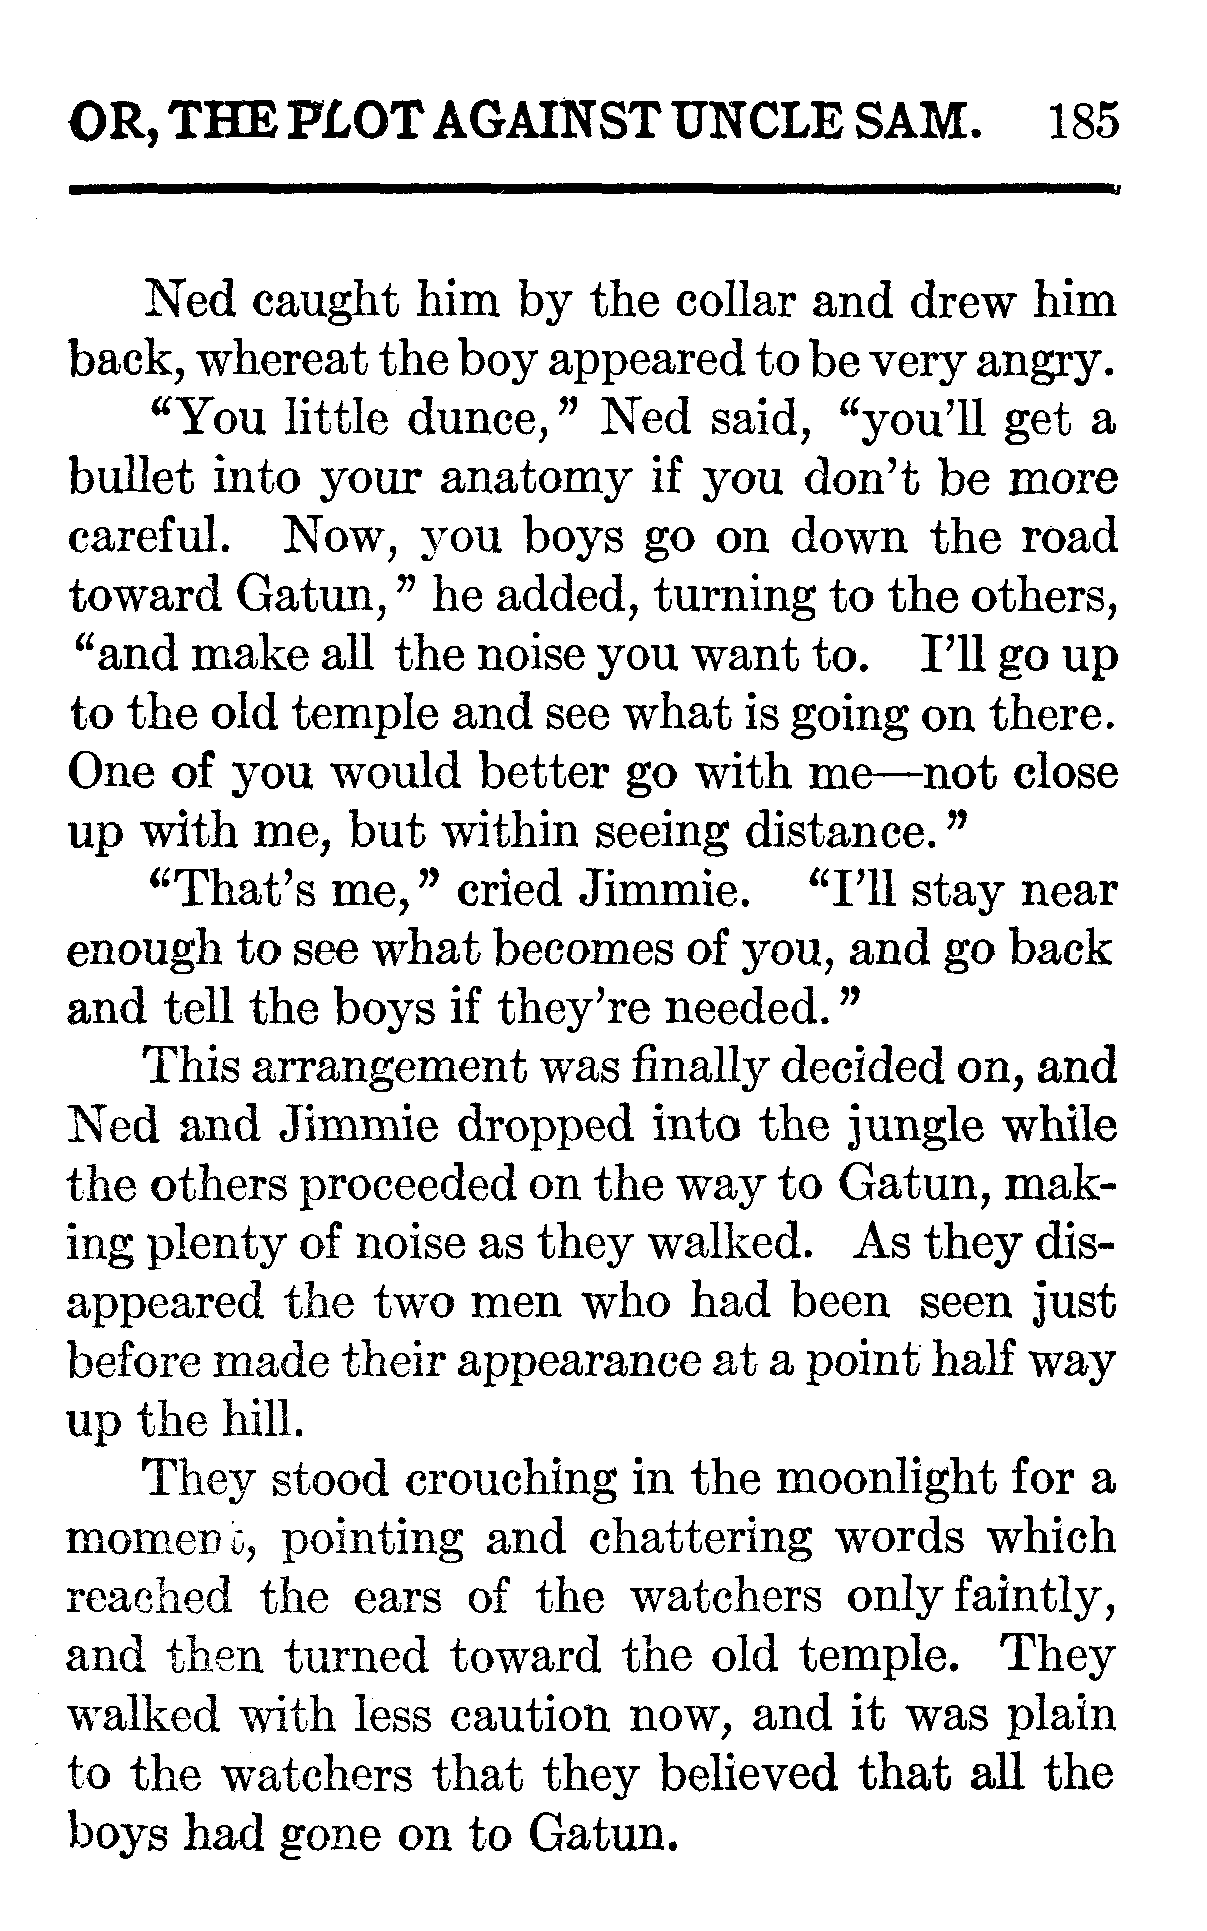 OR, THE PLOT AGAINST UNCLE SAM. 185
Ned caught him by the collar and drew him
back, whereat the boy appeared to be very angry.
“You little dunce,” Ned said, “you’ll get a
bullet into your anatomy if you don’t be more
careful. Now, you boys go on down the road
toward Gatun,” he added, turning to the others,
“and make all the noise you want to. I’ll go up
to the old temple and see what is going on there.
One of you would better go with me—not close
up with me, but within seeing distance.”
“That’s me,” cried Jimmie. “I’ll stay near
enough to see what becomes of you, and go back
and tell the boys if they’re needed.”
This arrangement was finally decided on, and
Ned and Jimmie dropped into the jungle while
the others proceeded on the way to Gatun, mak-
ing plenty of noise as they walked. As they dis-
appeared the two men who had been seen just
before made their appearance at a point half way
up the hill.
They stood crouching in the moonlight for a
moment, pointing and chattering words which
reached the ears of the watchers only faintly,
and then turned toward the old temple. They
walked with less caution now, and it was plain
to the watchers that they believed that all the
boys had gone on to Gatun.